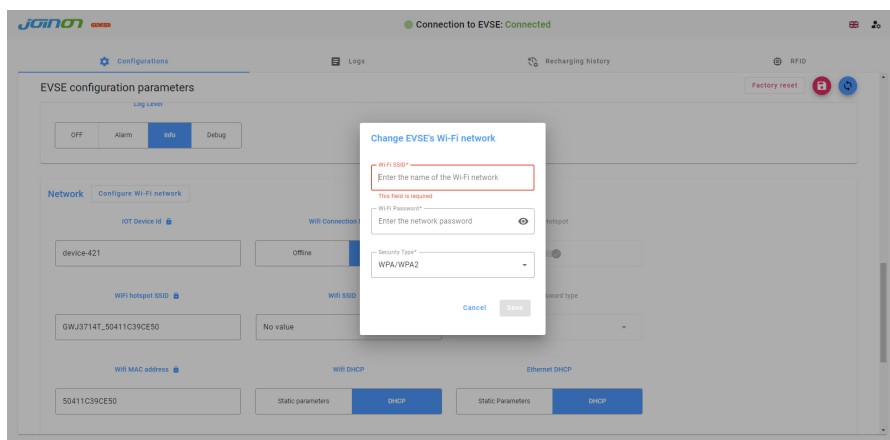 JOINON GEWISS
Connection to EVSE: Connected
Configurations
Logs
Recharging history
RFID
EVSE configuration parameters
Factory reset
Log Level
OFF
Alarm
Info
Debug
Change EVSE's Wi-Fi network
Wi-Fi SSID*
Enter the name of the Wi-Fi network
This field is required
Wi-Fi Password*
Enter the network password
Security Type*
WPA/WPA2
Cancel
Save
Network
Configure Wi-Fi network
IOT Device Id
Wifi Connection
Hotspot
device-421
Offline
WiFi hotspot SSID
Wifi SSID
GWJ3714T_50411C39CE50
No value
Wifi MAC address
Wifi DHCP
Ethernet DHCP
50411C39CE50
Static parameters
DHCP
Static Parameters
DHCP